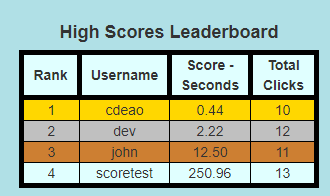 High Scores Leaderboard
Rank Username Score - Seconds Total Clicks
1 cdeao 0.44 10
2 dev 2.22 12
3 john 12.50 11
4 scoretest 250.96 13